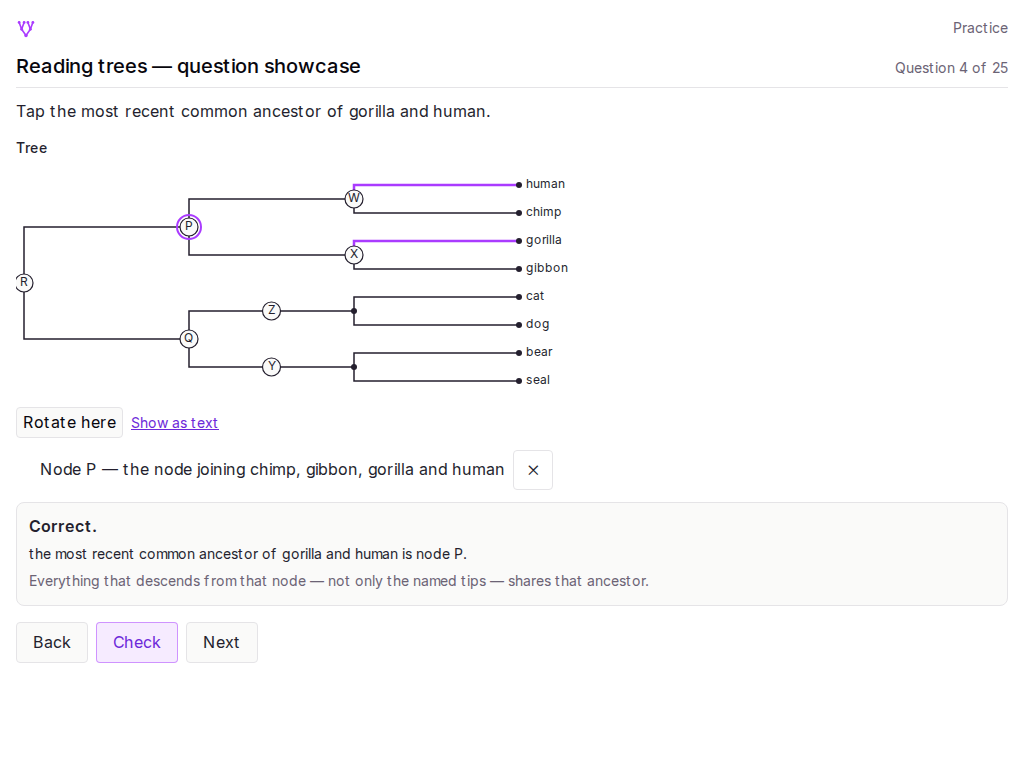 Practice
Reading trees — question showcase
Question 4 of 25
Tap the most recent common ancestor of gorilla and human.
Tree
human
W
chimp
P
gorilla
X
gibbon
R
cat
Z
dog
Q
bear
Y
seal
Rotate here
Show as text
Node P — the node joining chimp, gibbon, gorilla and human ×
Correct.
the most recent common ancestor of gorilla and human is node P.
Everything that descends from that node — not only the named tips — shares that ancestor.
Back
Check
Next